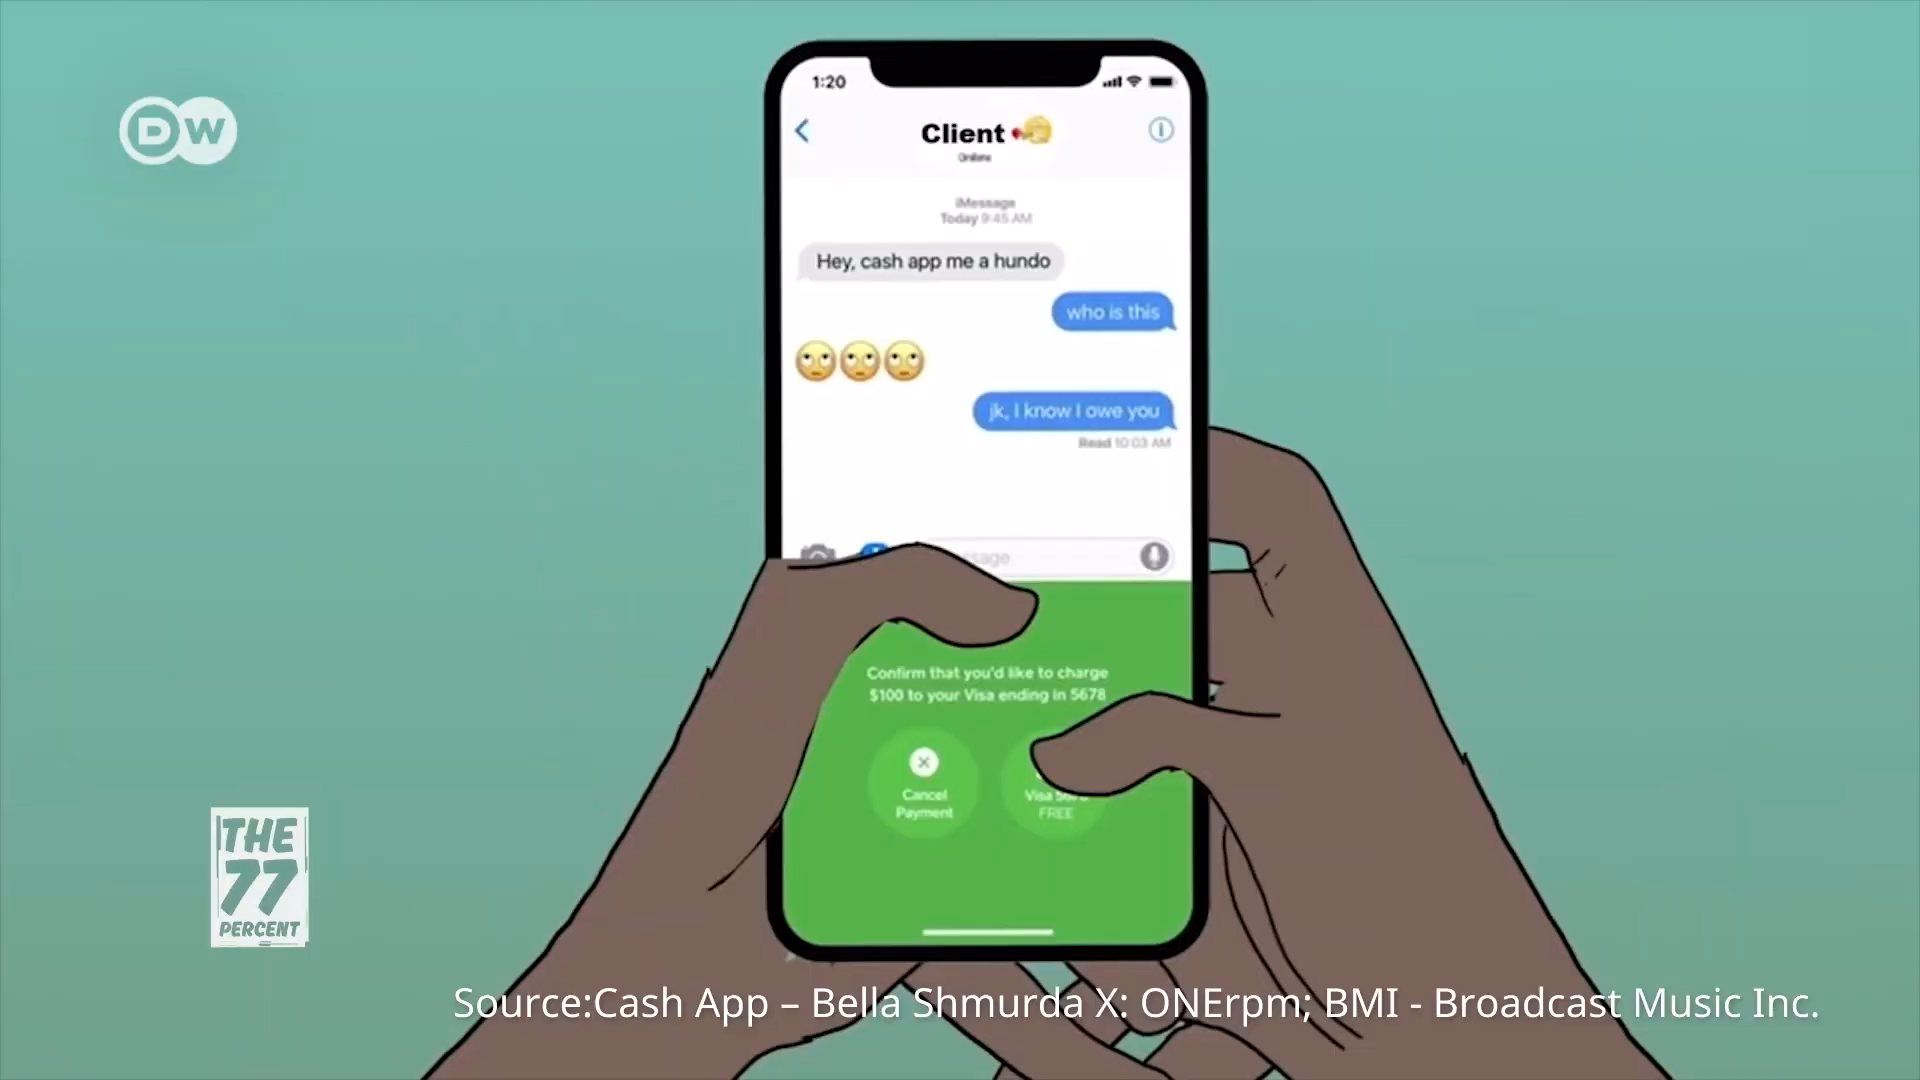 DW
1:20
Client
iMessage
Today 9:45 AM
Hey, cash app me a hundo
who is this
jk, I know I owe you
Read 10:03 AM
Confirm that you'd like to charge
$100 to your Visa ending in 5678
Cancel
Payment
Visa
FREE
THE
77
PERCENT
Source:Cash App – Bella Shmurda X: ONErpm; BMI - Broadcast Music Inc.